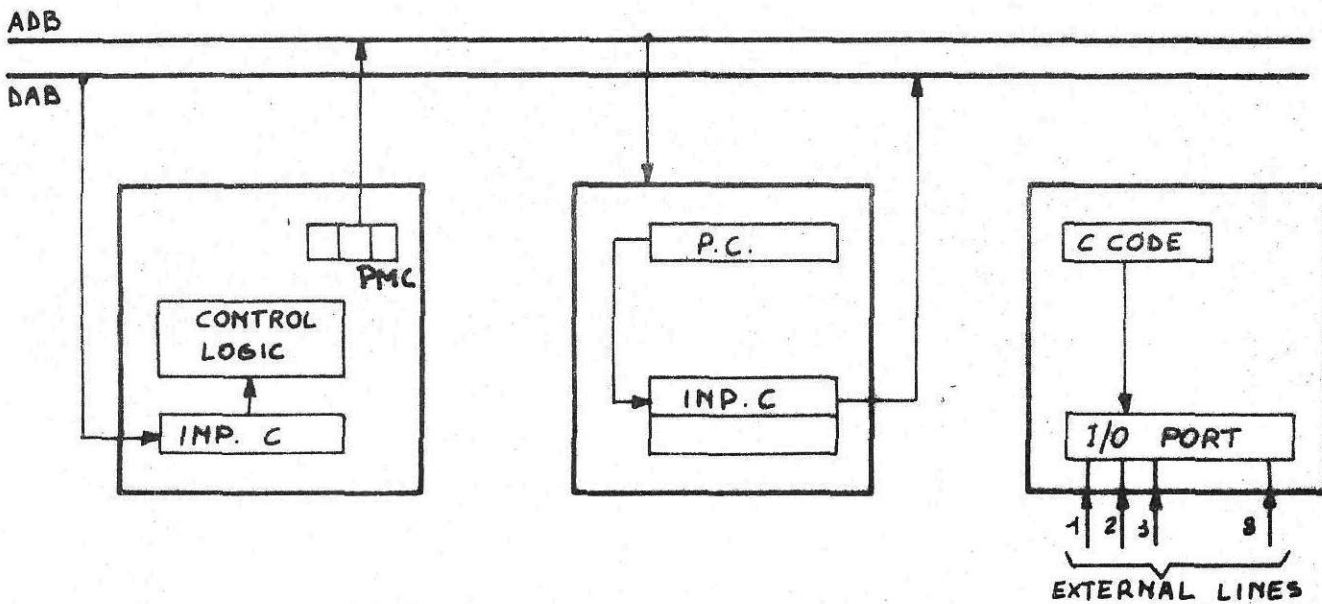 ADB
DAB
PMC
CONTROL
LOGIC
INP. C
P.C.
INP. C
C CODE
I/O PORT
1 2 3 8
EXTERNAL LINES